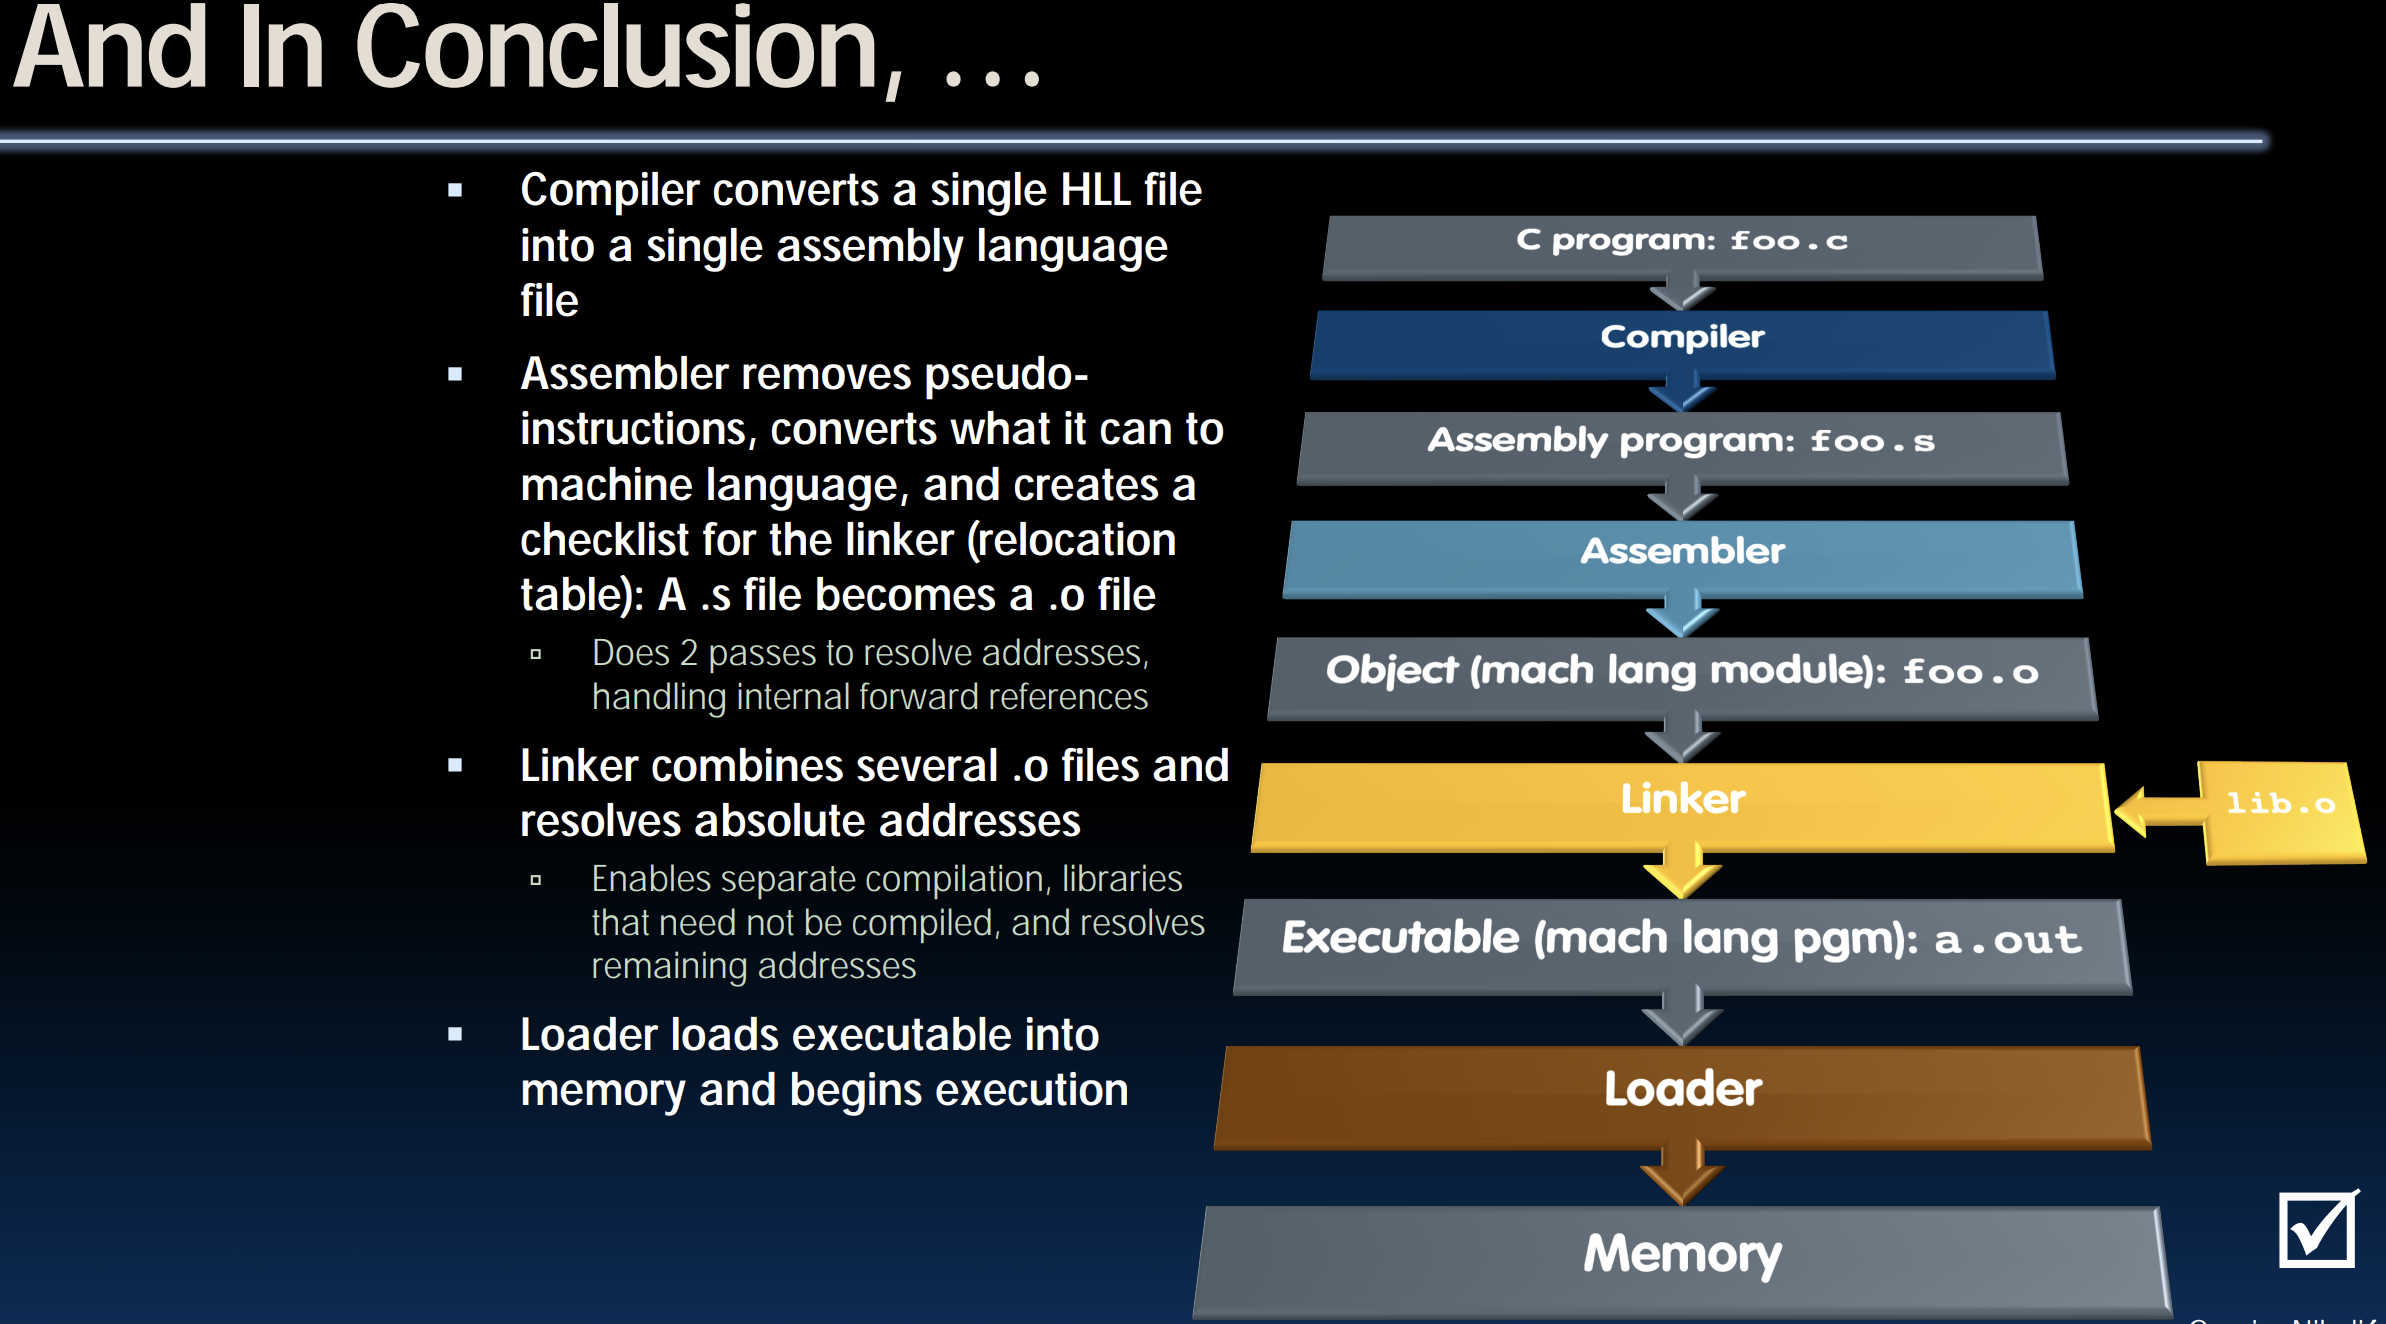 And In Conclusion, …
Compiler converts a single HLL file
into a single assembly language
file
Assembler removes pseudo-
instructions, converts what it can to
machine language, and creates a
checklist for the linker (relocation
table): A .s file becomes a .o file
Does 2 passes to resolve addresses,
handling internal forward references
Linker combines several .o files and
resolves absolute addresses
Enables separate compilation, libraries
that need not be compiled, and resolves
remaining addresses
Loader loads executable into
memory and begins execution
C program: foo.c
Compiler
Assembly program: foo.s
Assembler
Object (mach lang module): foo.o
Linker
lib.o
Executable (mach lang pgm): a.out
Loader
Memory